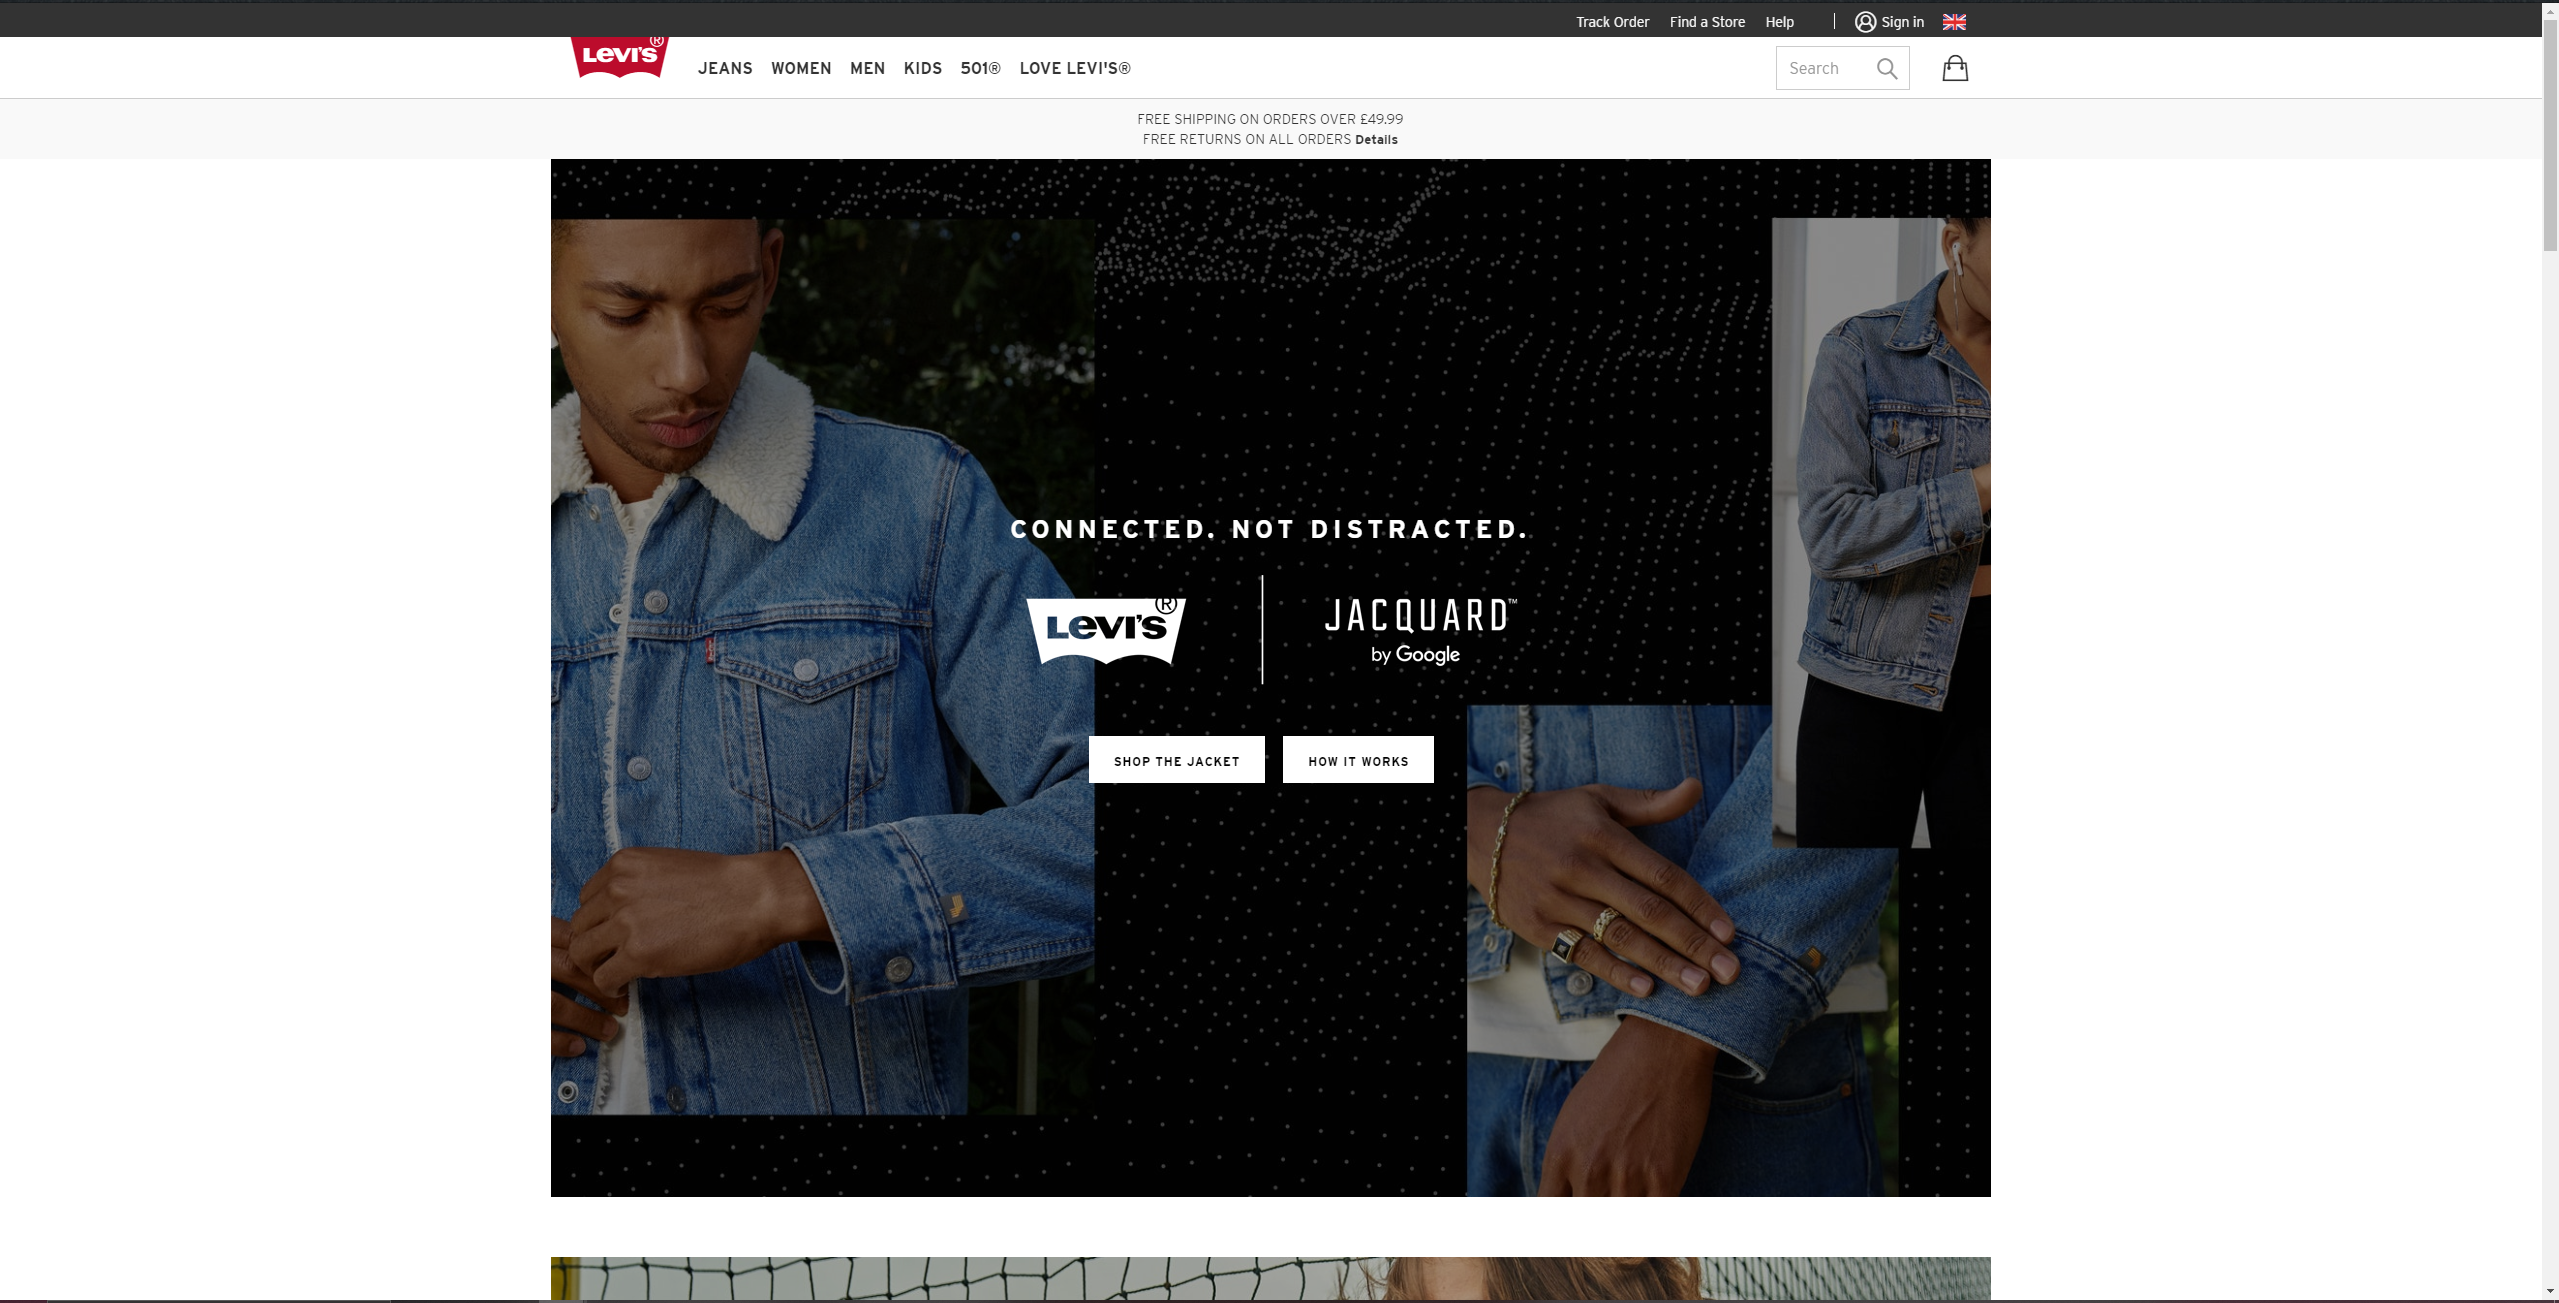 Track Order Find a Store Help Sign in
LEVI'S®
JEANS WOMEN MEN KIDS 501® LOVE LEVI'S®
Search
FREE SHIPPING ON ORDERS OVER £49.99
FREE RETURNS ON ALL ORDERS Details
CONNECTED. NOT DISTRACTED.
LEVI'S®
JACQUARD™
by Google
SHOP THE JACKET HOW IT WORKS